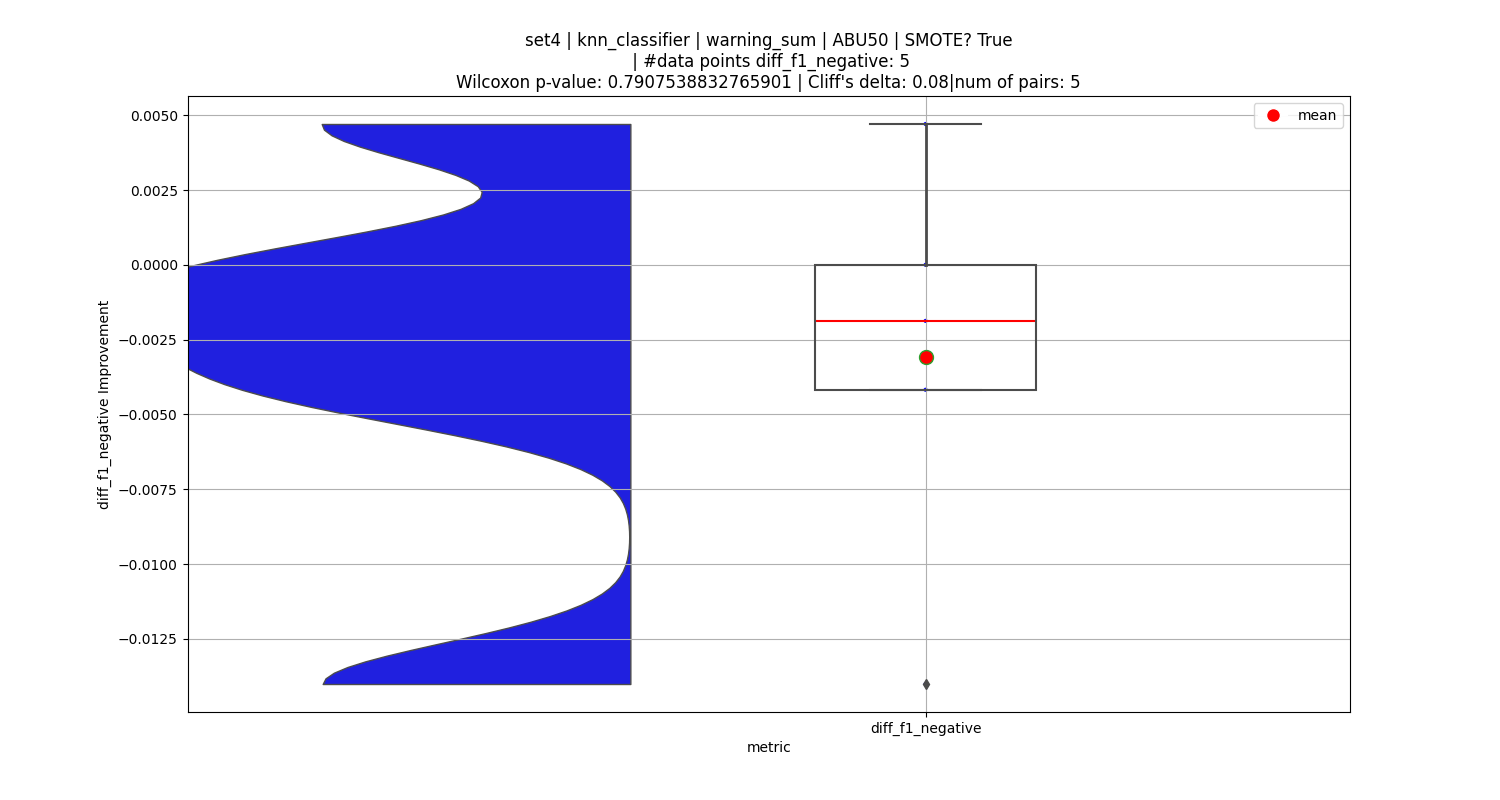 set4 | knn_classifier | warning_sum | ABU50 | SMOTE? True
| #data points diff_f1_negative: 5
Wilcoxon p-value: 0.7907538832765901 | Cliff's delta: 0.08|num of pairs: 5
mean
0.0050
0.0025
0.0000
−0.0025
−0.0050
−0.0075
−0.0100
−0.0125
diff_f1_negative Improvement
diff_f1_negative
metric